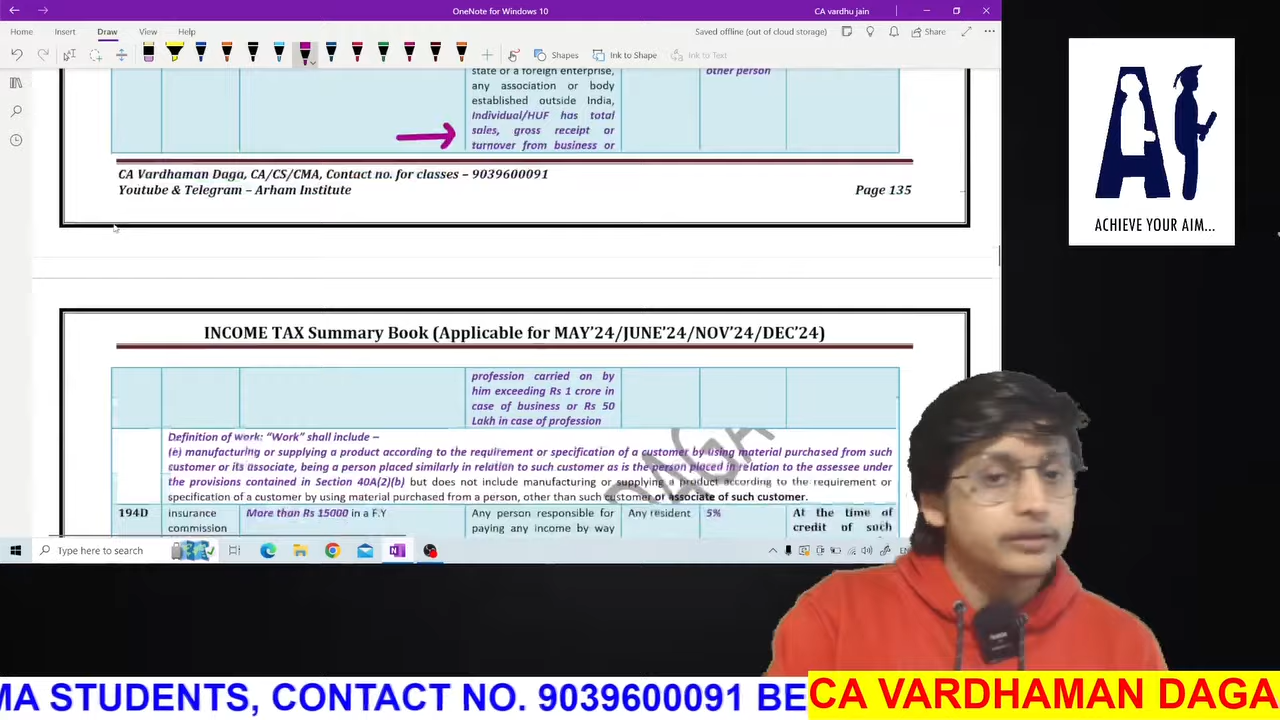 OneNote for Windows 10
CA vardhu jain
Home Insert Draw View Help
Saved offline (out of cloud storage)
Share
Shapes
Ink to Shape
Ink to Text
state or a foreign enterprise,
any association or body
established outside India,
Individual/HUF has total
sales, gross receipt or
turnover from business or
other person
CA Vardhaman Daga, CA/CS/CMA, Contact no. for classes – 9039600091
Youtube & Telegram – Arham Institute
Page 135
INCOME TAX Summary Book (Applicable for MAY'24/JUNE'24/NOV'24/DEC'24)
profession carried on by
him exceeding Rs 1 crore in
case of business or Rs 50
Lakh in case of profession
Definition of work: "Work" shall include –
(e) manufacturing or supplying a product according to the requirement or specification of a customer by using material purchased from such
customer or its associate, being a person placed similarly in relation to such customer as is the person placed in relation to the assessee under
the provisions contained in Section 40A(2)(b) but does not include manufacturing or supplying a product according to the requirement or
specification of a customer by using material purchased from a person, other than such customer or associate of such customer.
DAGA
194D
insurance
commission
More than Rs 15000 in a F.Y
Any person responsible for
paying any income by way
Any resident
5%
At the time of
credit of such
Type here to search
AI
ACHIEVE YOUR AIM...
MA STUDENTS, CONTACT NO. 9039600091 BE
CA VARDHAMAN DAGA